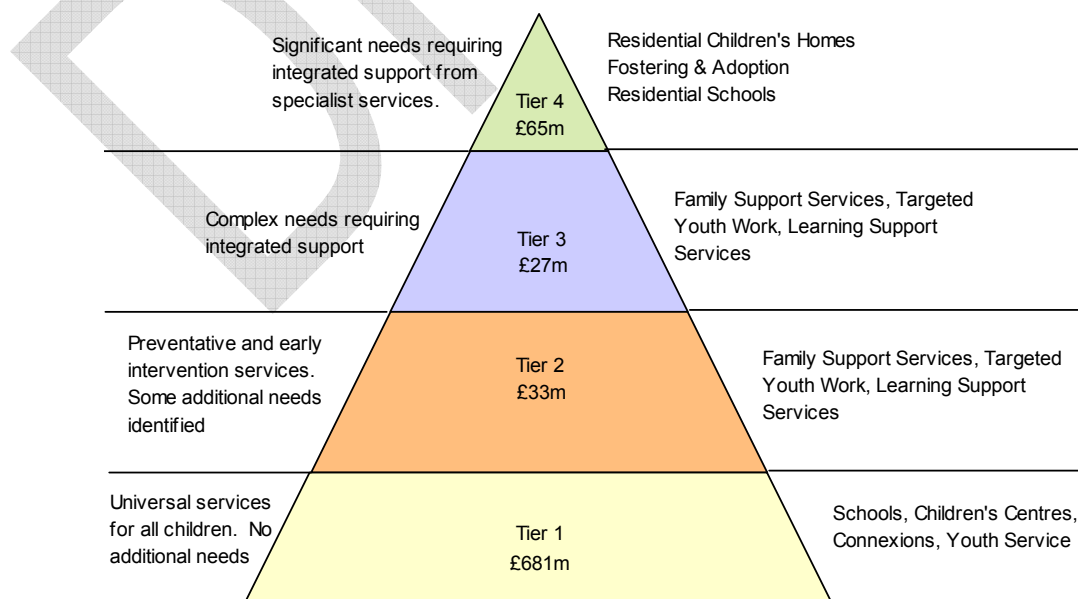 Significant needs requiring
integrated support from
specialist services.
Tier 4
£65m
Residential Children's Homes
Fostering & Adoption
Residential Schools
Complex needs requiring
integrated support
Tier 3
£27m
Family Support Services, Targeted
Youth Work, Learning Support
Services
Preventative and early
intervention services.
Some additional needs
identified
Tier 2
£33m
Family Support Services, Targeted
Youth Work, Learning Support
Services
Universal services
for all children.  No
additional needs
Tier 1
£681m
Schools, Children's Centres,
Connexions, Youth Service